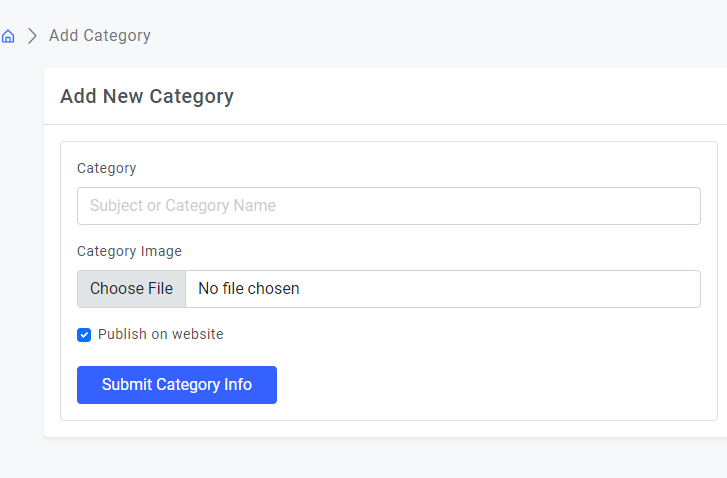 Add Category
Add New Category
Category
Subject or Category Name
Category Image
Choose File No file chosen
Publish on website
Submit Category Info